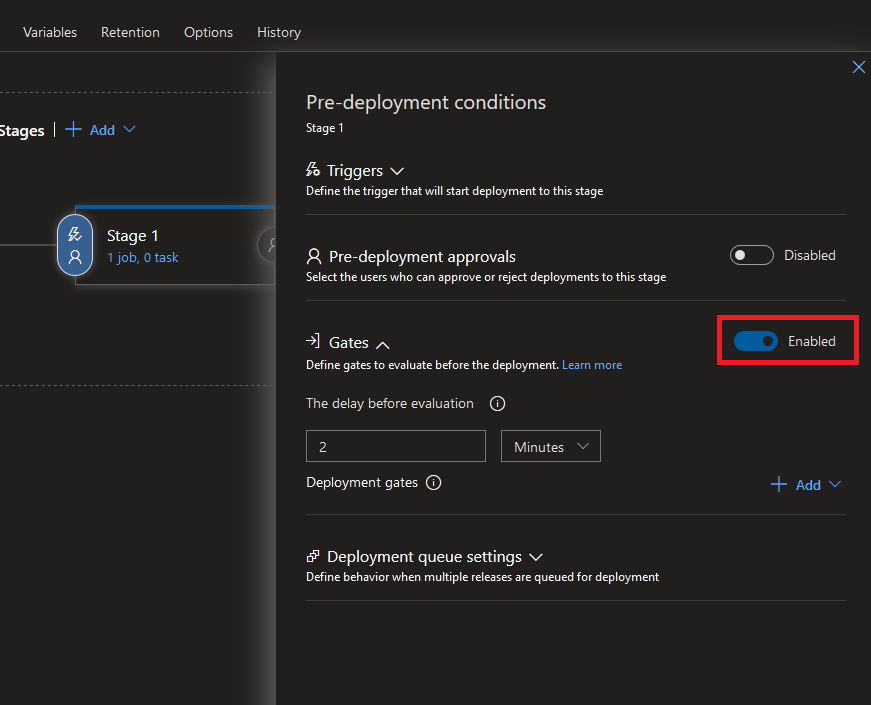 Variables Retention Options History
Stages | Add
Stage 1
1 job, 0 task
Pre-deployment conditions
Stage 1
Triggers
Define the trigger that will start deployment to this stage
Pre-deployment approvals
Disabled
Select the users who can approve or reject deployments to this stage
Gates
Enabled
Define gates to evaluate before the deployment. Learn more
The delay before evaluation
2 Minutes
Deployment gates
Add
Deployment queue settings
Define behavior when multiple releases are queued for deployment